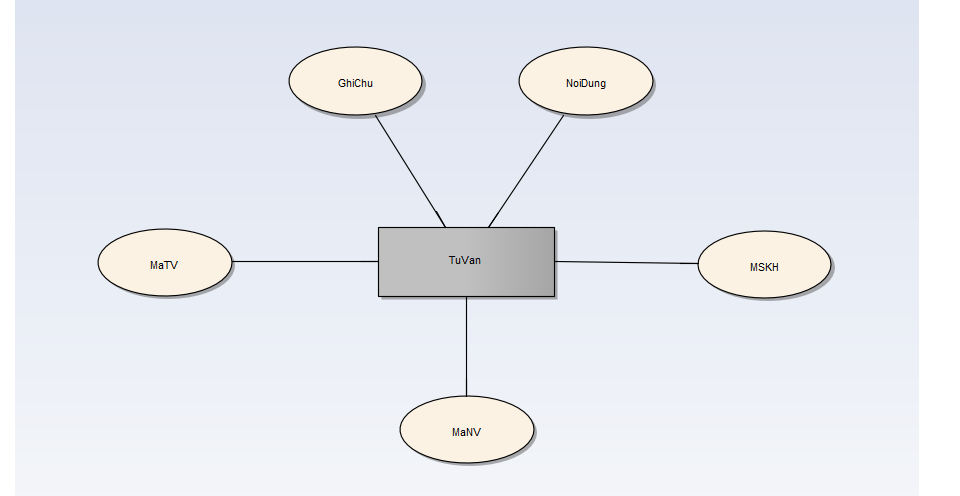 GhiChu
NoiDung
MaTV
TuVan
MSKH
MaNV